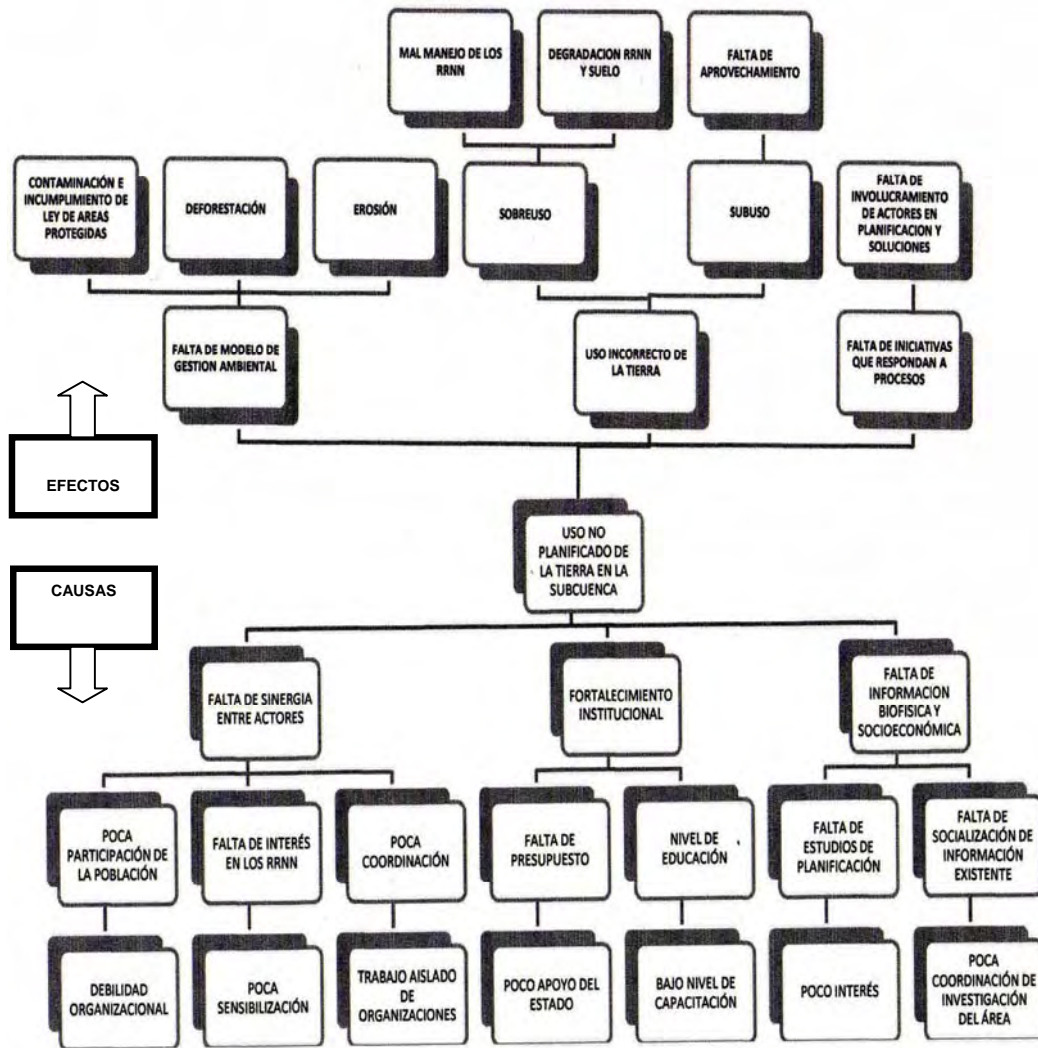 MAL MANEJO DE LOS
RRNN
DEGRADACION RRNN
Y SUELO
FALTA DE
APROVECHAMIENTO
CONTAMINACIÓN E
INCUMPLIMIENTO DE
LEY DE AREAS
PROTEGIDAS
DEFORESTACIÓN
EROSIÓN
SOBREUSO
SUBUSO
FALTA DE
INVOLUCRAMIENTO
DE ACTORES EN
PLANIFICACION Y
SOLUCIONES
FALTA DE MODELO DE
GESTION AMBIENTAL
USO INCORRECTO DE
LA TIERRA
FALTA DE INICIATIVAS
QUE RESPONDAN A
PROCESOS
EFECTOS
USO NO
PLANIFICADO DE
LA TIERRA EN LA
SUBCUENCA
CAUSAS
FALTA DE SINERGIA
ENTRE ACTORES
FORTALECIMIENTO
INSTITUCIONAL
FALTA DE
INFORMACION
BIOFISICA Y
SOCIOECONÓMICA
POCA
PARTICIPACIÓN DE
LA POBLACIÓN
FALTA DE INTERÉS
EN LOS RRNN
POCA
COORDINACIÓN
FALTA DE
PRESUPUESTO
NIVEL DE
EDUCACIÓN
FALTA DE
ESTUDIOS DE
PLANIFICACIÓN
FALTA DE
SOCIALIZACIÓN DE
INFORMACIÓN
EXISTENTE
DEBILIDAD
ORGANIZACIONAL
POCA
SENSIBILIZACIÓN
TRABAJO AISLADO
DE
ORGANIZACIONES
POCO APOYO DEL
ESTADO
BAJO NIVEL DE
CAPACITACIÓN
POCO INTERÉS
POCA
COORDINACIÓN DE
INVESTIGACIÓN
DEL ÁREA